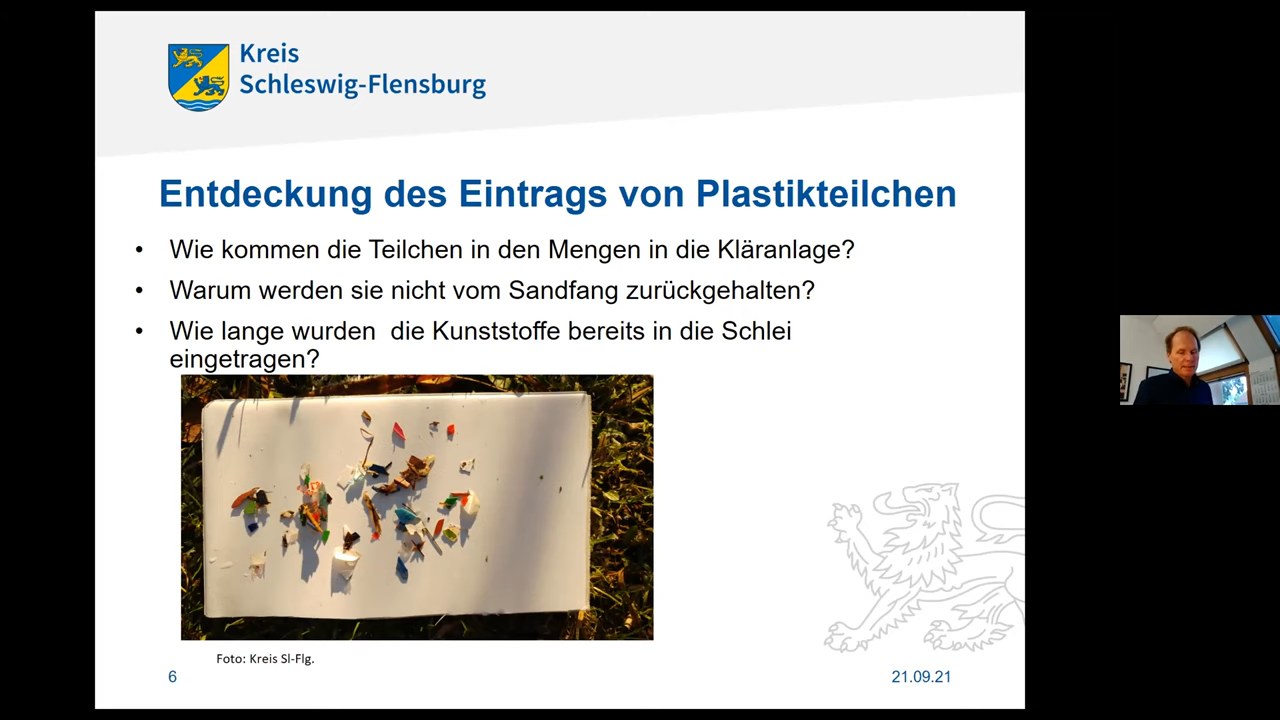 Kreis
Schleswig-Flensburg
Entdeckung des Eintrags von Plastikteilchen
• Wie kommen die Teilchen in den Mengen in die Kläranlage?
• Warum werden sie nicht vom Sandfang zurückgehalten?
• Wie lange wurden die Kunststoffe bereits in die Schlei
eingetragen?
Foto: Kreis Sl-Flg.
6
21.09.21